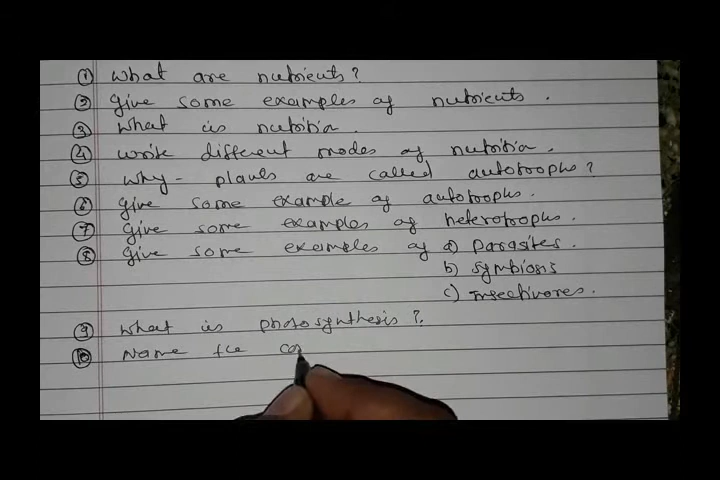 ① What are nutrients?
② Give some examples of nutrients.
③ What is nutrition.
④ write different modes of nutrition.
⑤ Why plants are called autotrophs?
⑥ Give some example of autotrophs.
⑦ Give some examples of heterotrophs.
⑧ Give some examples of a) Parasites.
b) Symbiosis
c) Insectivores.
⑨ What is photosynthesis?
⑩ Name the